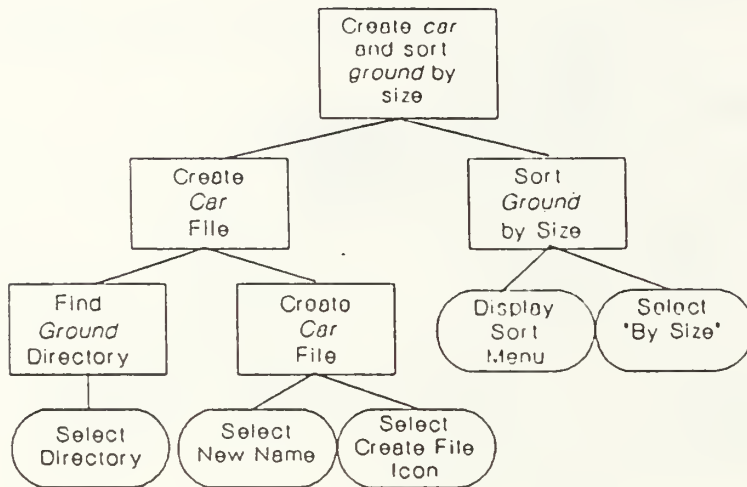 Create car
and sort
ground by
size
Create
Car
File
Sort
Ground
by Size
Find
Ground
Directory
Create
Car
File
Display
Sort
Menu
Select
"By Size"
Select
Directory
Select
New Name
Select
Create File
Icon